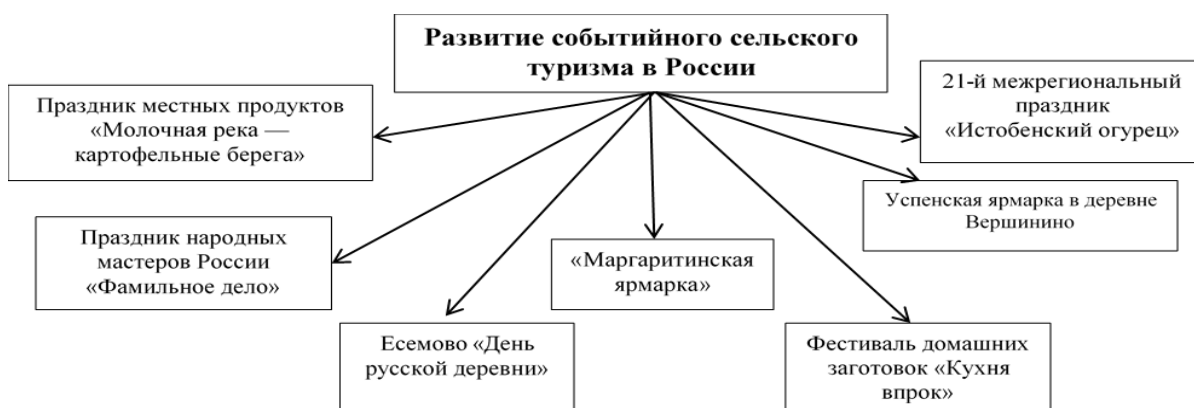 Развитие событийного сельского
туризма в России
Праздник местных продуктов
«Молочная река —
картофельные берега»
21-й межрегиональный
праздник
«Истобенский огурец»
Успенская ярмарка в деревне
Вершинино
Праздник народных
мастеров России
«Фамильное дело»
«Маргаритинская
ярмарка»
Есемово «День
русской деревни»
Фестиваль домашних
заготовок «Кухня
впрок»